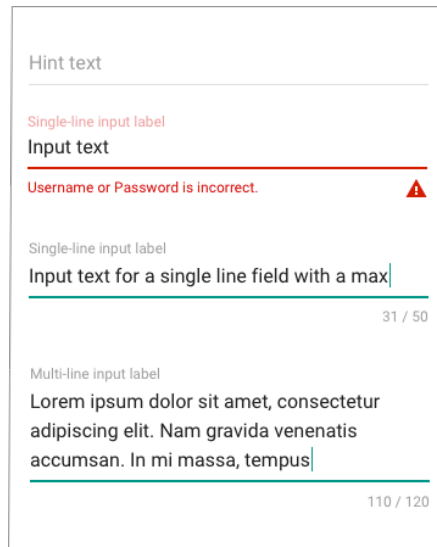 Hint text
Single-line input label
Input text
Username or Password is incorrect.
Single-line input label
Input text for a single line field with a max
31 / 50
Multi-line input label
Lorem ipsum dolor sit amet, consectetur
adipiscing elit. Nam gravida venenatis
accumsan. In mi massa, tempus
110 / 120